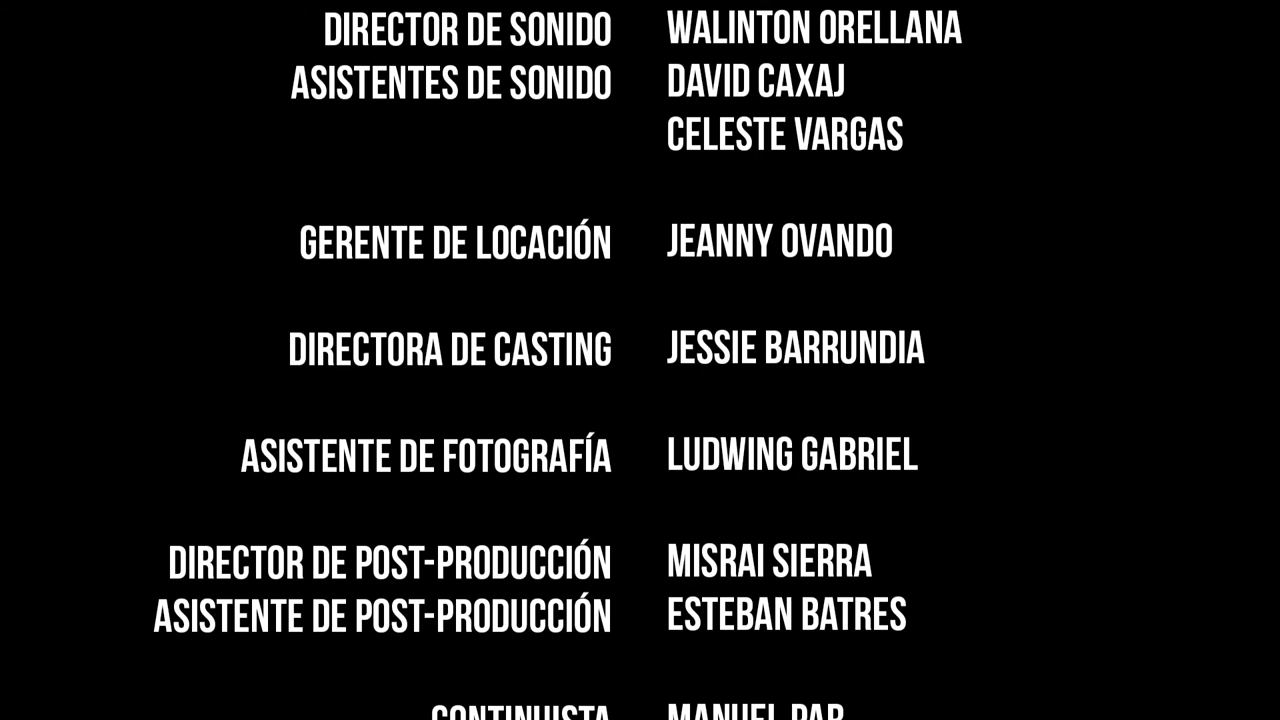 DIRECTOR DE SONIDO WALINTON ORELLANA
ASISTENTES DE SONIDO DAVID CAXAJ
CELESTE VARGAS
GERENTE DE LOCACIÓN JEANNY OVANDO
DIRECTORA DE CASTING JESSIE BARRUNDIA
ASISTENTE DE FOTOGRAFÍA LUDWING GABRIEL
DIRECTOR DE POST-PRODUCCIÓN MISRAI SIERRA
ASISTENTE DE POST-PRODUCCIÓN ESTEBAN BATRES
CONTINUISTA MANUEL